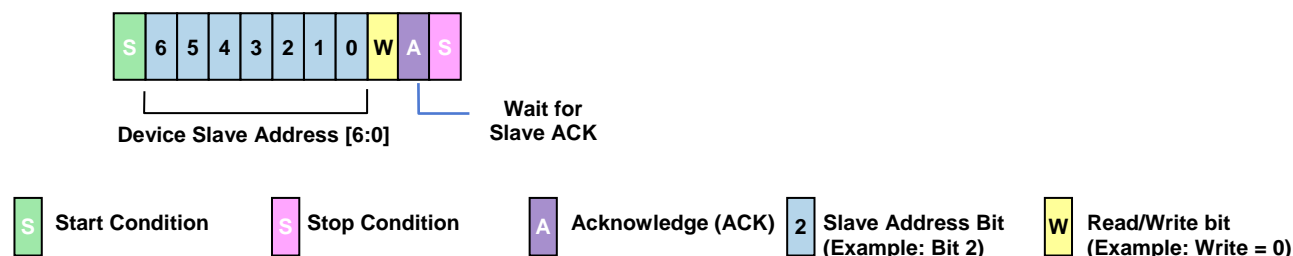 S 6 5 4 3 2 1 0 W A S
Wait for
Slave ACK
Device Slave Address [6:0]
S Start Condition S Stop Condition A Acknowledge (ACK) 2 Slave Address Bit W Read/Write bit
(Example: Bit 2) (Example: Write = 0)